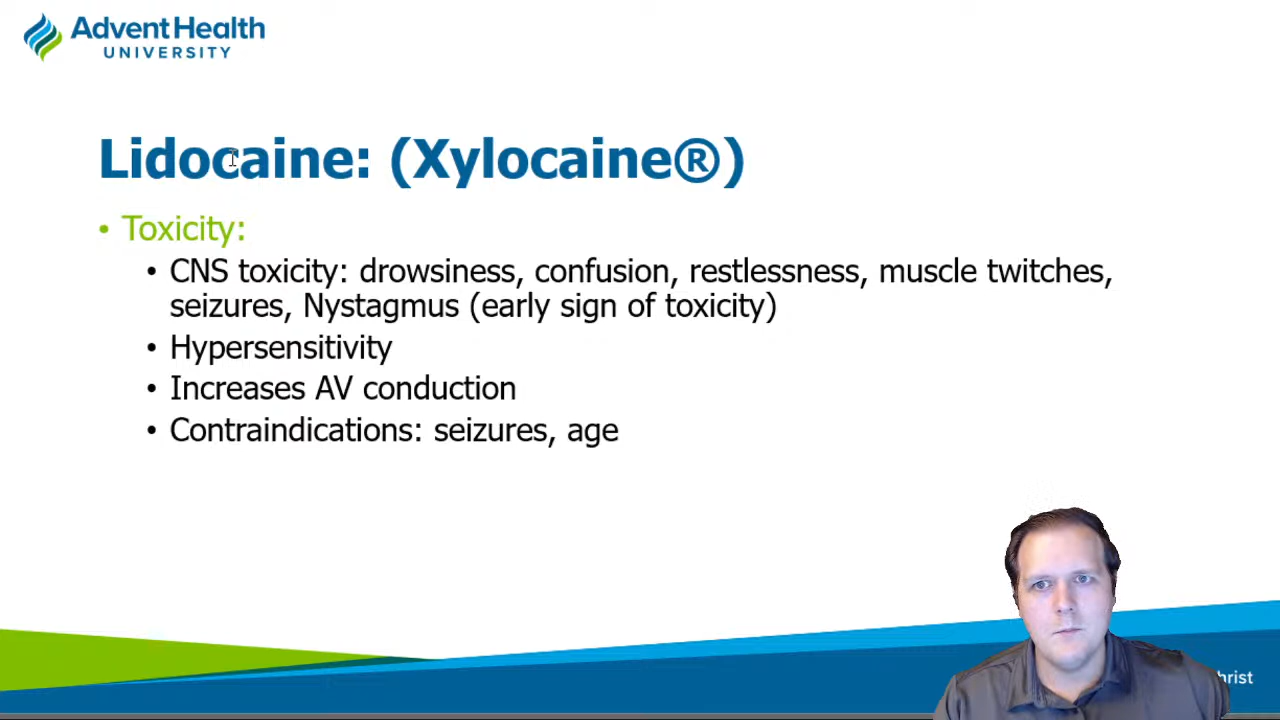 AdventHealth
UNIVERSITY
Lidocaine: (Xylocaine®)
• Toxicity:
• CNS toxicity: drowsiness, confusion, restlessness, muscle twitches,
seizures, Nystagmus (early sign of toxicity)
• Hypersensitivity
• Increases AV conduction
• Contraindications: seizures, age